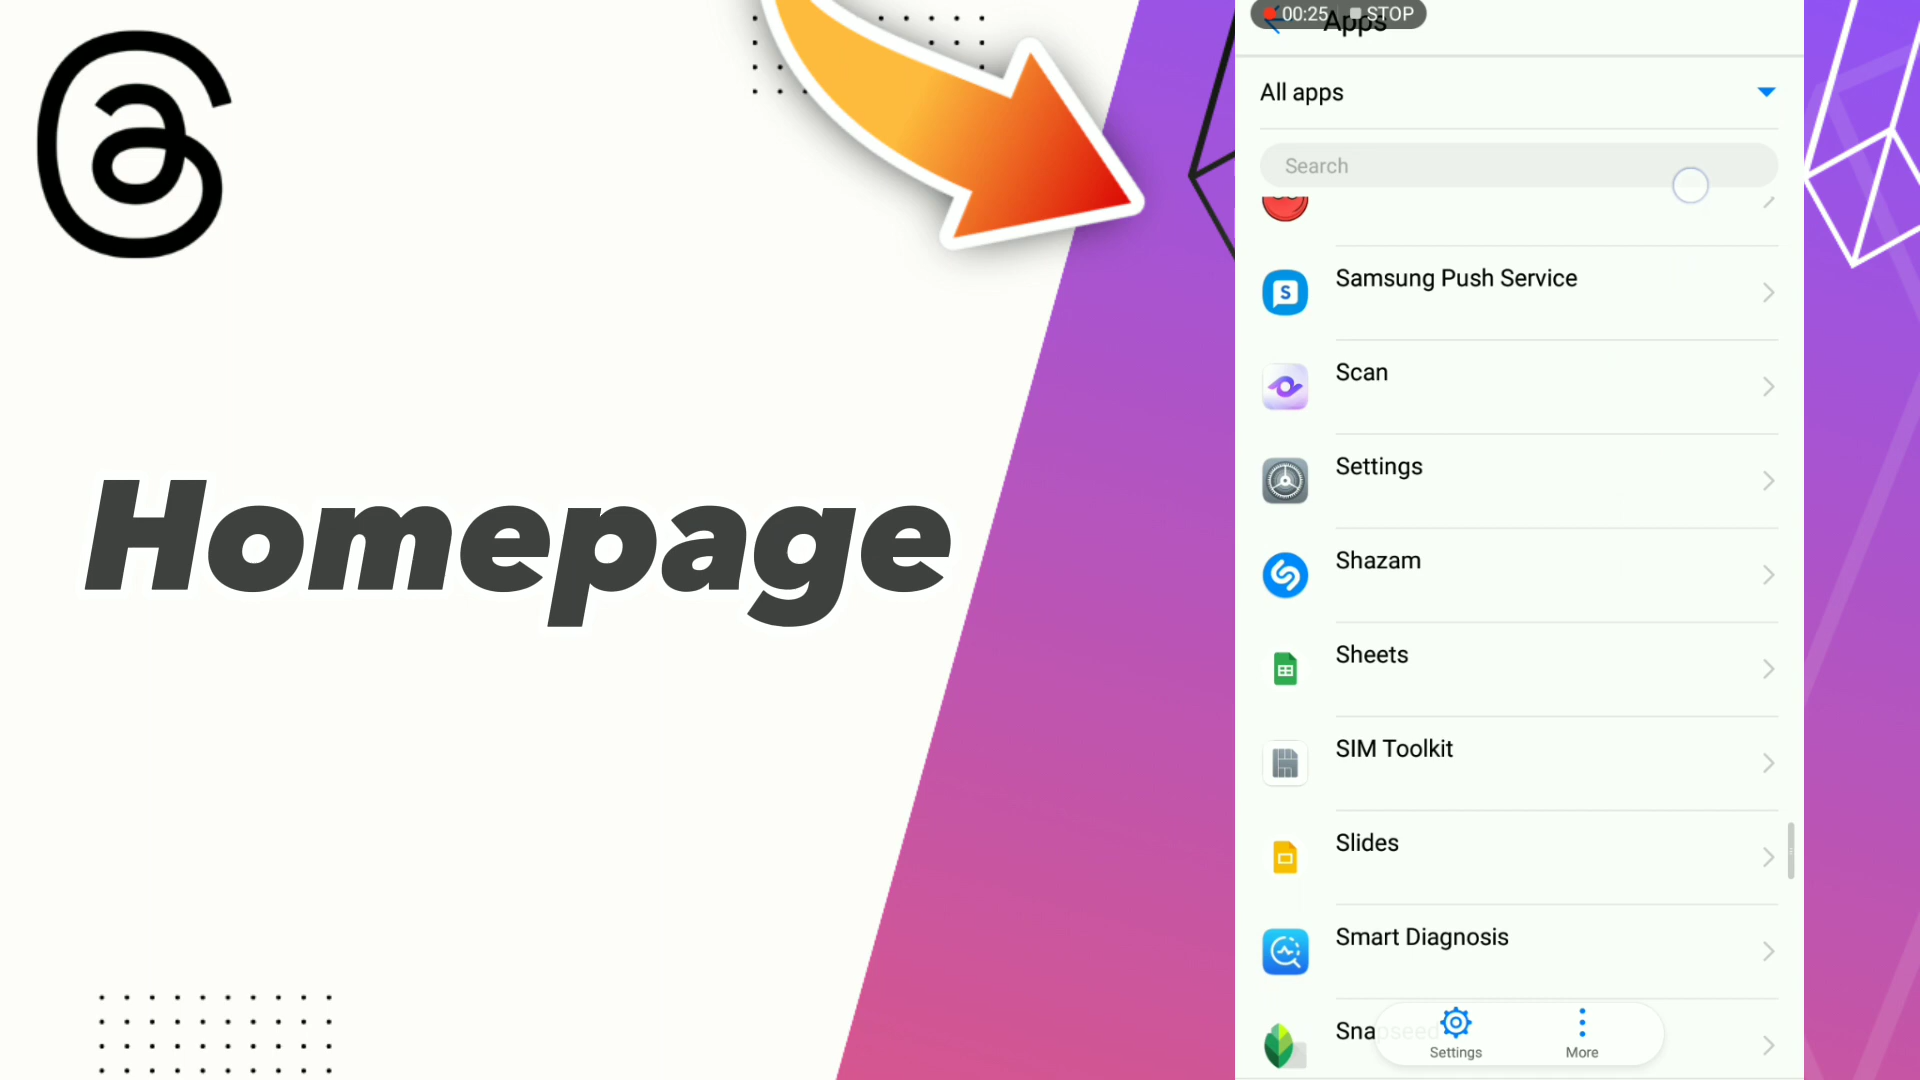 Homepage
00:25 STOP
Apps
All apps
Search
Samsung Push Service
Scan
Settings
Shazam
Sheets
SIM Toolkit
Slides
Smart Diagnosis
Snapseed
Settings
More